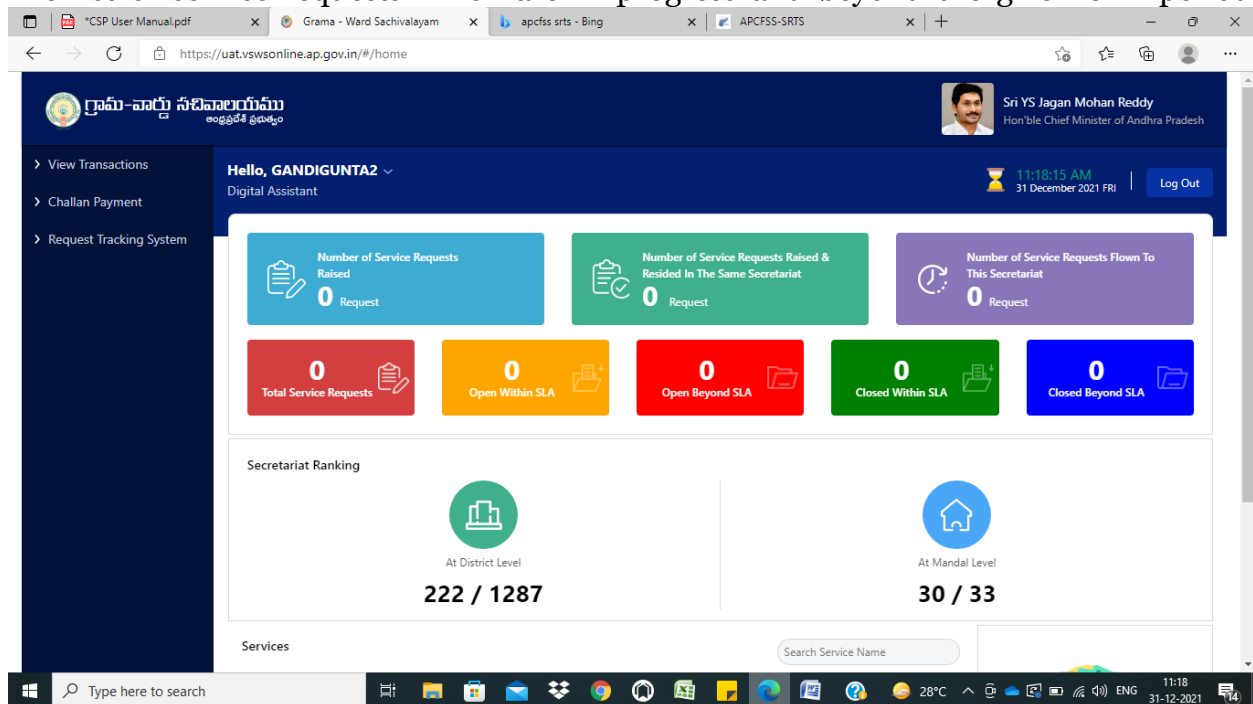 *CSP User Manual.pdf
Grama - Ward Sachivalayam
apcfss srts - Bing
APCFSS-SRTS
https://uat.vswsonline.ap.gov.in/#/home
గ్రామ-వార్డు సచివాలయము
ఆంధ్రప్రదేశ్ ప్రభుత్వం
Sri YS Jagan Mohan Reddy
Hon'ble Chief Minister of Andhra Pradesh
View Transactions
Challan Payment
Request Tracking System
Hello, GANDIGUNTA2
Digital Assistant
11:18:15 AM
31 December 2021 FRI
Log Out
Number of Service Requests
Raised
0 Request
Number of Service Requests Raised &
Resided In The Same Secretariat
0 Request
Number of Service Requests Flown To
This Secretariat
0 Request
0
Total Service Requests
0
Open Within SLA
0
Open Beyond SLA
0
Closed Within SLA
0
Closed Beyond SLA
Secretariat Ranking
At District Level
222 / 1287
At Mandal Level
30 / 33
Services
Search Service Name
Type here to search
28°C
ENG
11:18
31-12-2021
14